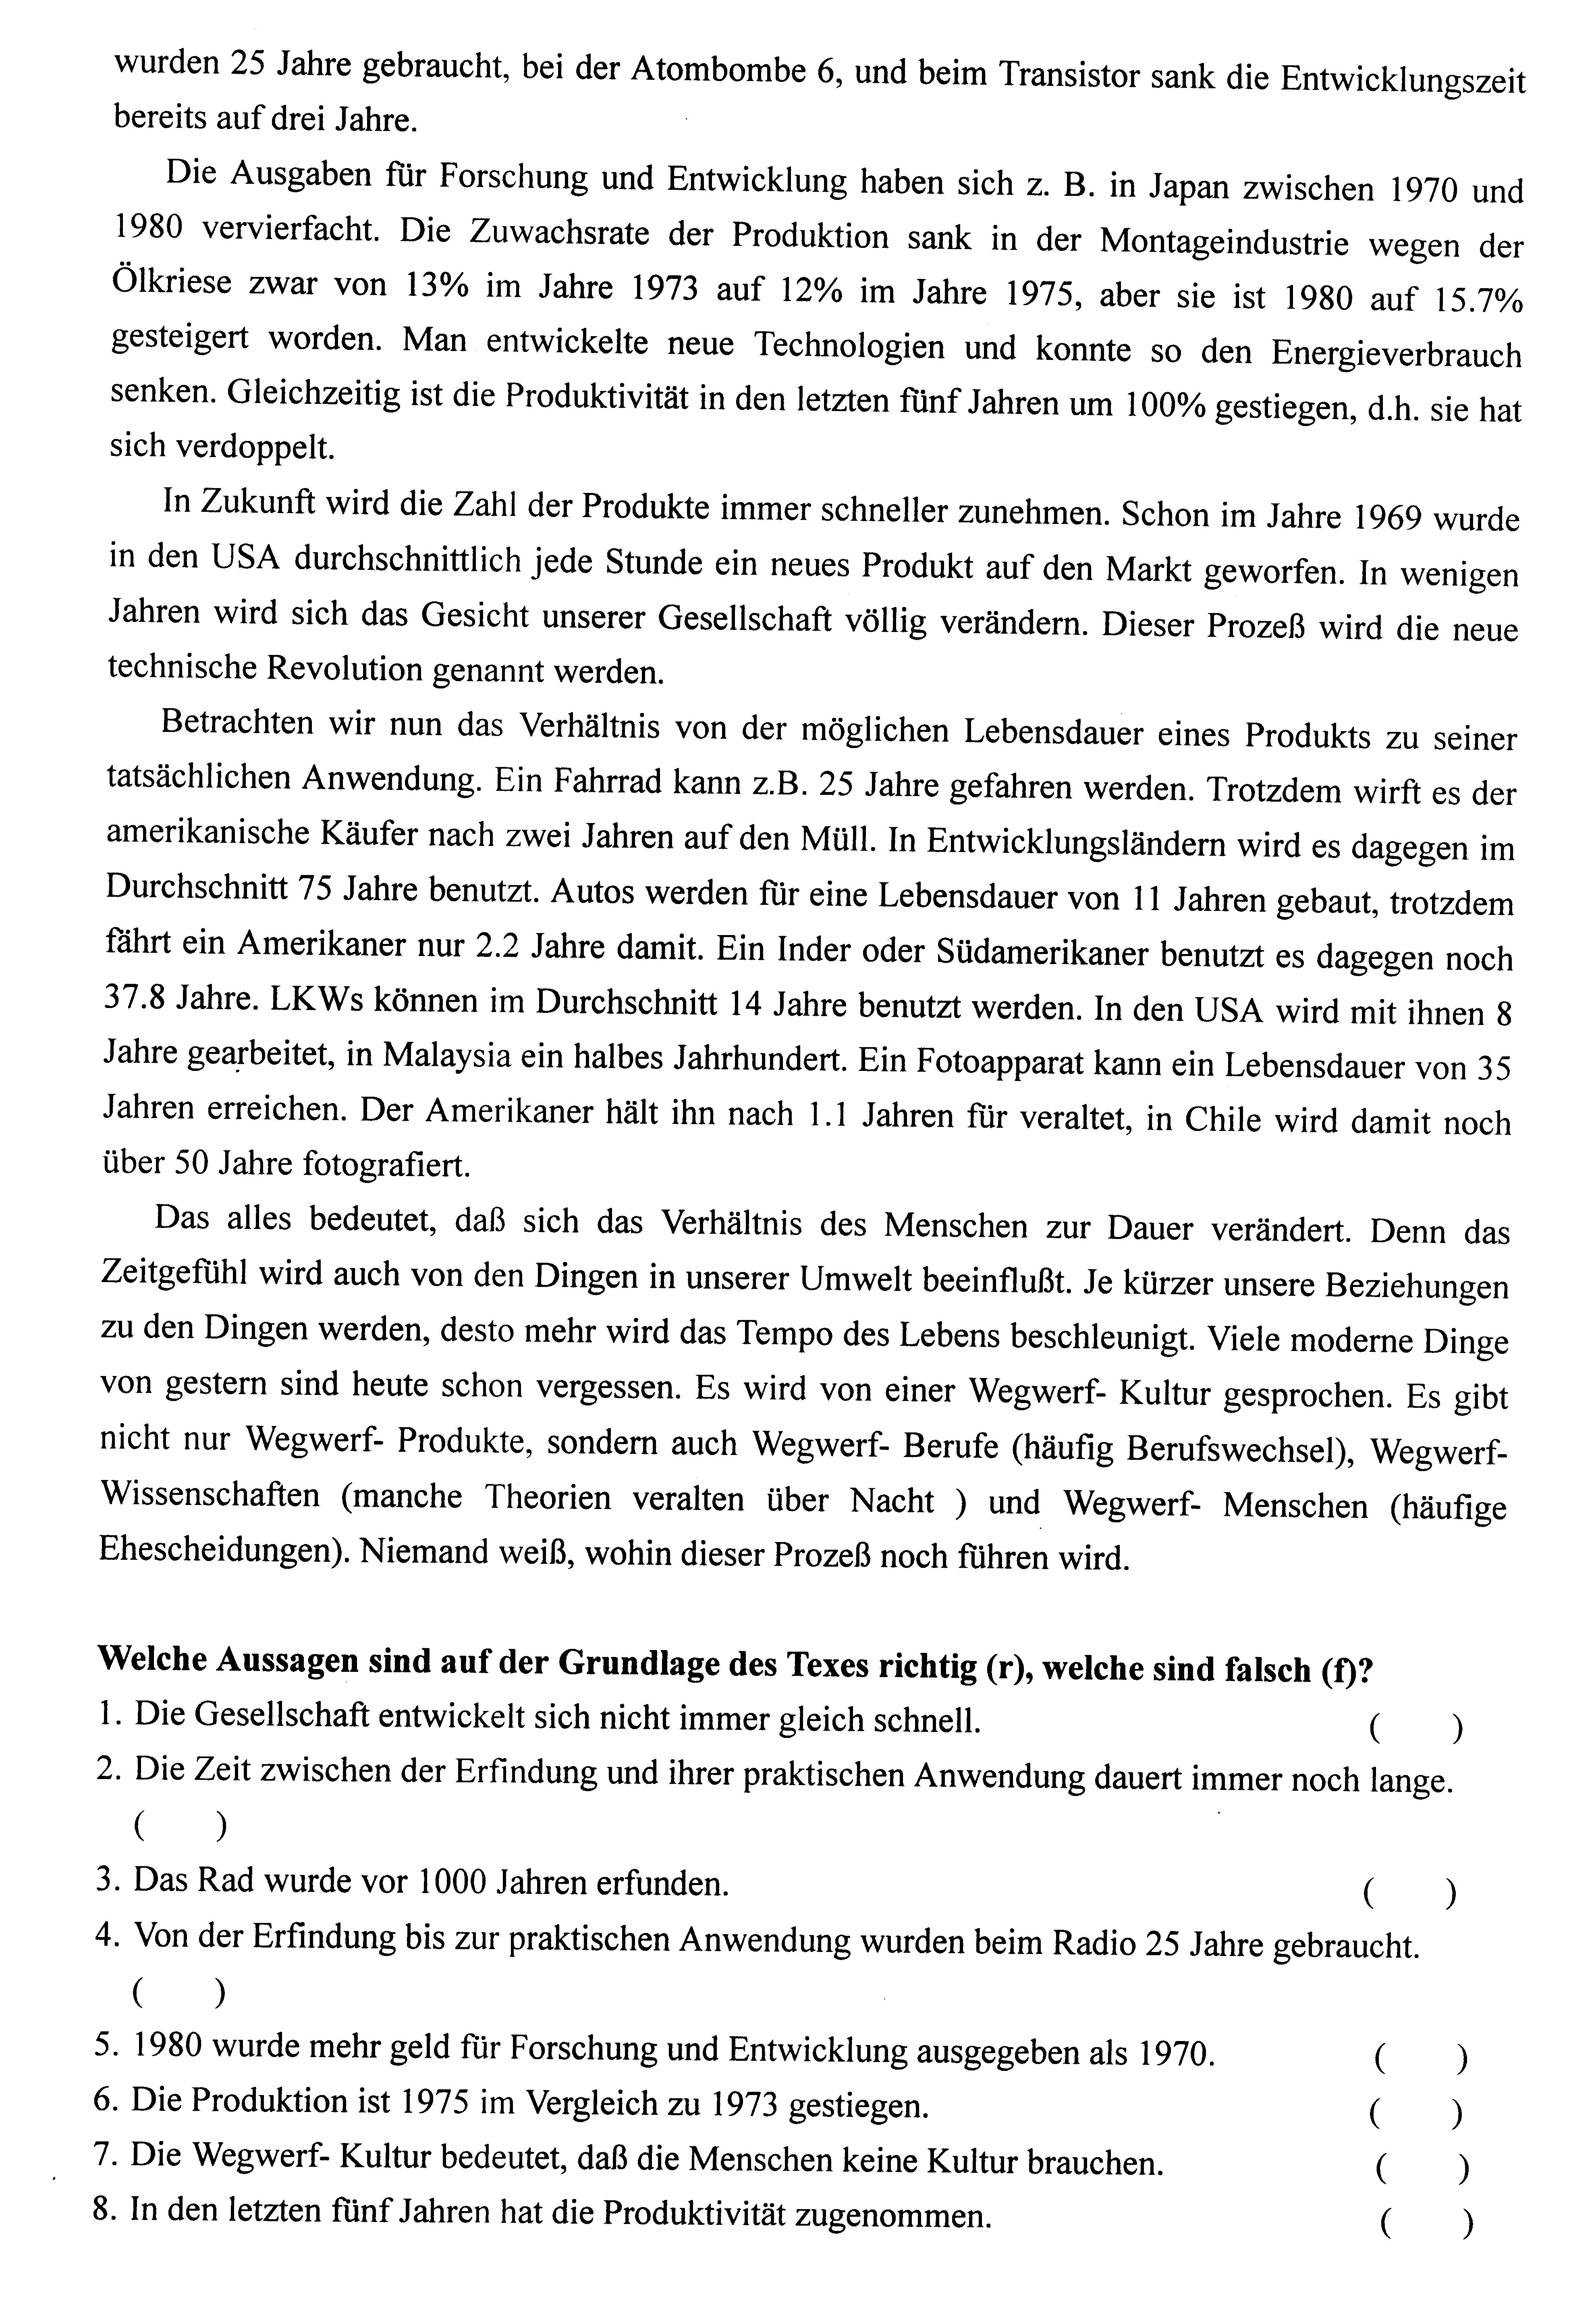 wurden 25 Jahre gebraucht, bei der Atombombe 6, und beim Transistor sank die Entwicklungszeit
bereits auf drei Jahre.
Die Ausgaben für Forschung und Entwicklung haben sich z. B. in Japan zwischen 1970 und
1980 vervierfacht. Die Zuwachsrate der Produktion sank in der Montageindustrie wegen der
Ölkriese zwar von 13% im Jahre 1973 auf 12% im Jahre 1975, aber sie ist 1980 auf 15.7%
gesteigert worden. Man entwickelte neue Technologien und konnte so den Energieverbrauch
senken. Gleichzeitig ist die Produktivität in den letzten fünf Jahren um 100% gestiegen, d.h. sie hat
sich verdoppelt.
In Zukunft wird die Zahl der Produkte immer schneller zunehmen. Schon im Jahre 1969 wurde
in den USA durchschnittlich jede Stunde ein neues Produkt auf den Markt geworfen. In wenigen
Jahren wird sich das Gesicht unserer Gesellschaft völlig verändern. Dieser Prozeß wird die neue
technische Revolution genannt werden.
Betrachten wir nun das Verhältnis von der möglichen Lebensdauer eines Produkts zu seiner
tatsächlichen Anwendung. Ein Fahrrad kann z.B. 25 Jahre gefahren werden. Trotzdem wirft es der
amerikanische Käufer nach zwei Jahren auf den Müll. In Entwicklungsländern wird es dagegen im
Durchschnitt 75 Jahre benutzt. Autos werden für eine Lebensdauer von 11 Jahren gebaut, trotzdem
fährt ein Amerikaner nur 2.2 Jahre damit. Ein Inder oder Südamerikaner benutzt es dagegen noch
37.8 Jahre. LKWs können im Durchschnitt 14 Jahre benutzt werden. In den USA wird mit ihnen 8
Jahre gearbeitet, in Malaysia ein halbes Jahrhundert. Ein Fotoapparat kann ein Lebensdauer von 35
Jahren erreichen. Der Amerikaner hält ihn nach 1.1 Jahren für veraltet, in Chile wird damit noch
über 50 Jahre fotografiert.
Das alles bedeutet, daß sich das Verhältnis des Menschen zur Dauer verändert. Denn das
Zeitgefühl wird auch von den Dingen in unserer Umwelt beeinflußt. Je kürzer unsere Beziehungen
zu den Dingen werden, desto mehr wird das Tempo des Lebens beschleunigt. Viele moderne Dinge
von gestern sind heute schon vergessen. Es wird von einer Wegwerf- Kultur gesprochen. Es gibt
nicht nur Wegwerf- Produkte, sondern auch Wegwerf- Berufe (häufig Berufswechsel), Wegwerf-
Wissenschaften (manche Theorien veralten über Nacht ) und Wegwerf- Menschen (häufige
Ehescheidungen). Niemand weiß, wohin dieser Prozeß noch führen wird.
Welche Aussagen sind auf der Grundlage des Texes richtig (r), welche sind falsch (f)?
1. Die Gesellschaft entwickelt sich nicht immer gleich schnell. ( )
2. Die Zeit zwischen der Erfindung und ihrer praktischen Anwendung dauert immer noch lange.
( )
3. Das Rad wurde vor 1000 Jahren erfunden. ( )
4. Von der Erfindung bis zur praktischen Anwendung wurden beim Radio 25 Jahre gebraucht.
( )
5. 1980 wurde mehr geld für Forschung und Entwicklung ausgegeben als 1970. ( )
6. Die Produktion ist 1975 im Vergleich zu 1973 gestiegen. ( )
7. Die Wegwerf- Kultur bedeutet, daß die Menschen keine Kultur brauchen. ( )
8. In den letzten fünf Jahren hat die Produktivität zugenommen. ( )